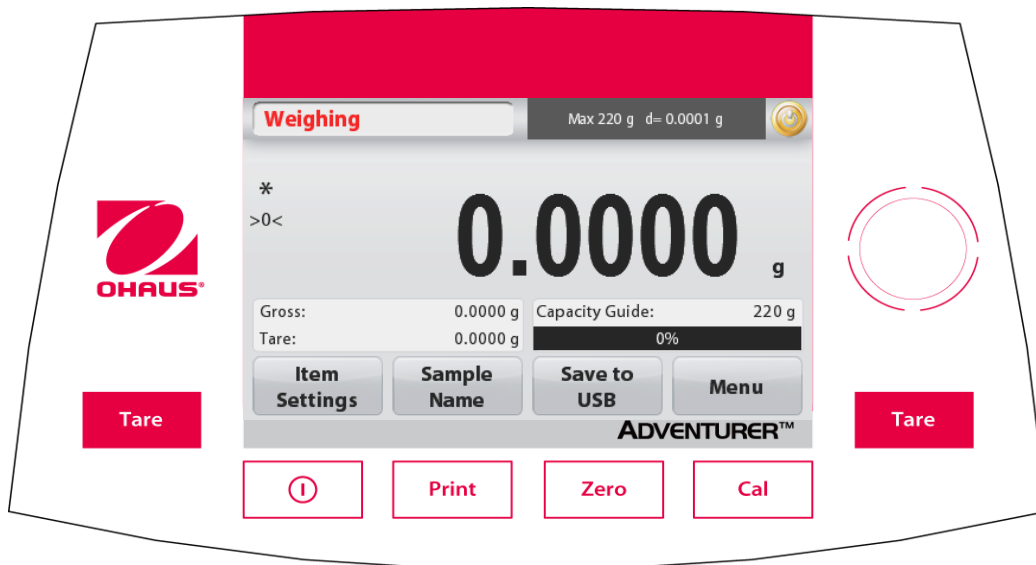 Weighing
Max 220 g d= 0.0001 g
*
>0<
0.0000 g
OHAUS®
Gross: 0.0000 g
Capacity Guide: 220 g
Tare: 0.0000 g
0%
Item Settings
Sample Name
Save to USB
Menu
Tare
Tare
ADVENTURER™
Print
Zero
Cal